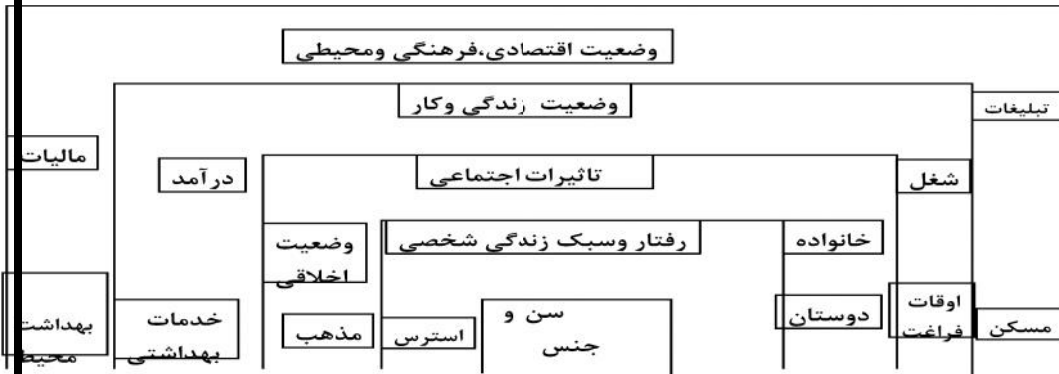 وضعیت اقتصادی،فرهنگی ومحیطی
وضعیت زندگی وکار
تبلیغات
مالیات
درآمد
تاثیرات اجتماعی
شغل
وضعیت
اخلاقی
رفتار وسبک زندگی شخصی
خانواده
بهداشت
محیط
خدمات
بهداشتی
مذهب
استرس
سن و
جنس
دوستان
اوقات
فراغت
مسکن